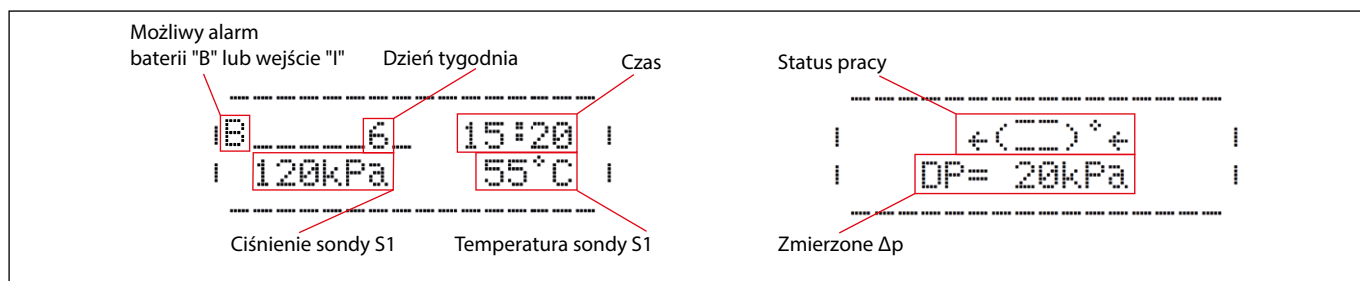 Możliwy alarm
baterii "B" lub wejście "I"
Dzień tygodnia
Czas
Status pracy
B______6_ 15:20
120kPa 55°C
←( )°←
DP= 20kPa
Ciśnienie sondy S1
Temperatura sondy S1
Zmierzone Δp